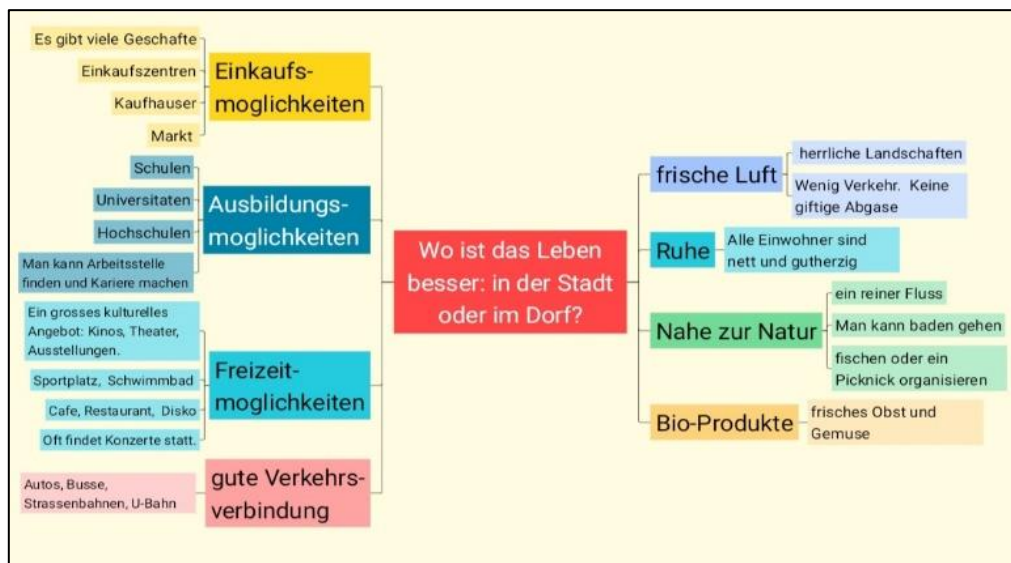 Es gibt viele Geschafte
Einkaufszentren
Kaufhauser
Markt
Einkaufs-
moglichkeiten
Schulen
Universitaten
Hochschulen
Man kann Arbeitsstelle
finden und Kariere machen
Ausbildungs-
moglichkeiten
Ein grosses kulturelles
Angebot: Kinos, Theater,
Ausstellungen.
Sportplatz, Schwimmbad
Cafe, Restaurant, Disko
Oft findet Konzerte statt.
Freizeit-
moglichkeiten
Autos, Busse,
Strassenbahnen, U-Bahn
gute Verkehrs-
verbindung
Wo ist das Leben
besser: in der Stadt
oder im Dorf?
frische Luft
herrliche Landschaften
Wenig Verkehr. Keine
giftige Abgase
Ruhe
Alle Einwohner sind
nett und gutherzig
Nahe zur Natur
ein reiner Fluss
Man kann baden gehen
fischen oder ein
Picknick organisieren
Bio-Produkte
frisches Obst und
Gemuse